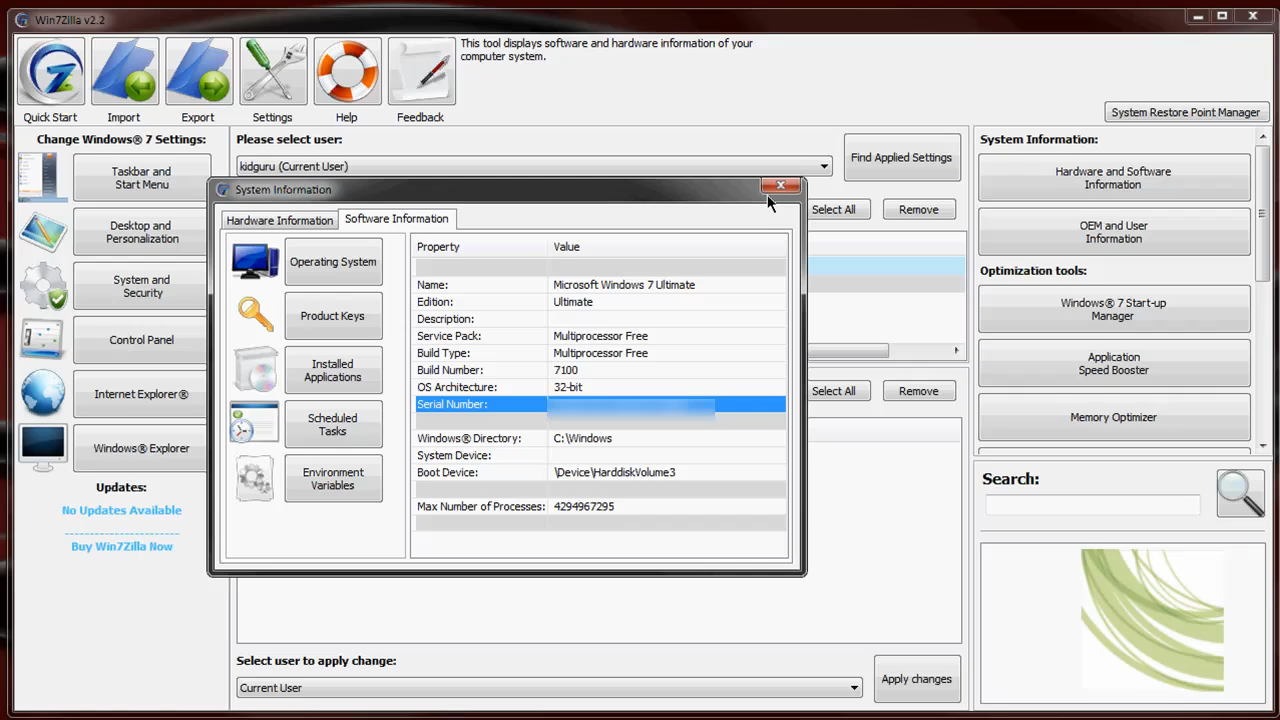 Win7Zilla v2.2
This tool displays software and hardware information of your
computer system.
Quick Start
Import
Export
Settings
Help
Feedback
System Restore Point Manager
Change Windows® 7 Settings:
Taskbar and
Start Menu
Desktop and
Personalization
System and
Security
Control Panel
Internet Explorer®
Windows® Explorer
Updates:
No Updates Available
Buy Win7Zilla Now
Please select user:
kidguru (Current User)
Find Applied Settings
Select All
Remove
Select All
Remove
System Information
Hardware Information
Software Information
Operating System
Product Keys
Installed
Applications
Scheduled
Tasks
Environment
Variables
Property Value
Name: Microsoft Windows 7 Ultimate
Edition: Ultimate
Description:
Service Pack: Multiprocessor Free
Build Type: Multiprocessor Free
Build Number: 7100
OS Architecture: 32-bit
Serial Number:
Windows® Directory: C:\Windows
System Device:
Boot Device: \Device\HarddiskVolume3
Max Number of Processes: 4294967295
Select user to apply change:
Current User
Apply changes
System Information:
Hardware and Software
Information
OEM and User
Information
Optimization tools:
Windows® 7 Start-up
Manager
Application
Speed Booster
Memory Optimizer
Search: